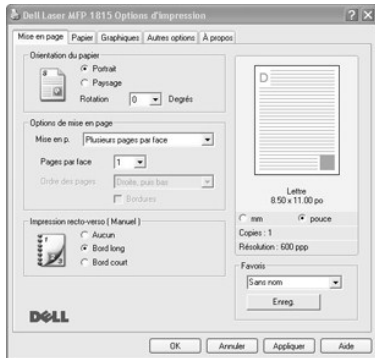 Dell Laser MFP 1815 Options d'impression
Mise en page Papier Graphiques Autres options À propos
Orientation du papier
Portrait
Paysage
Rotation 0 Degrés
Options de mise en page
Mise en p. Plusieurs pages par face
Pages par face 1
Ordre des pages Droite, puis bas
Bordures
Impression recto-verso ( Manuel )
Aucun
Bord long
Bord court
DELL
D
Lettre
8.50 x 11.00 po
mm pouce
Copies : 1
Résolution : 600 ppp
Favoris
Sans nom
Enreg.
OK Annuler Appliquer Aide